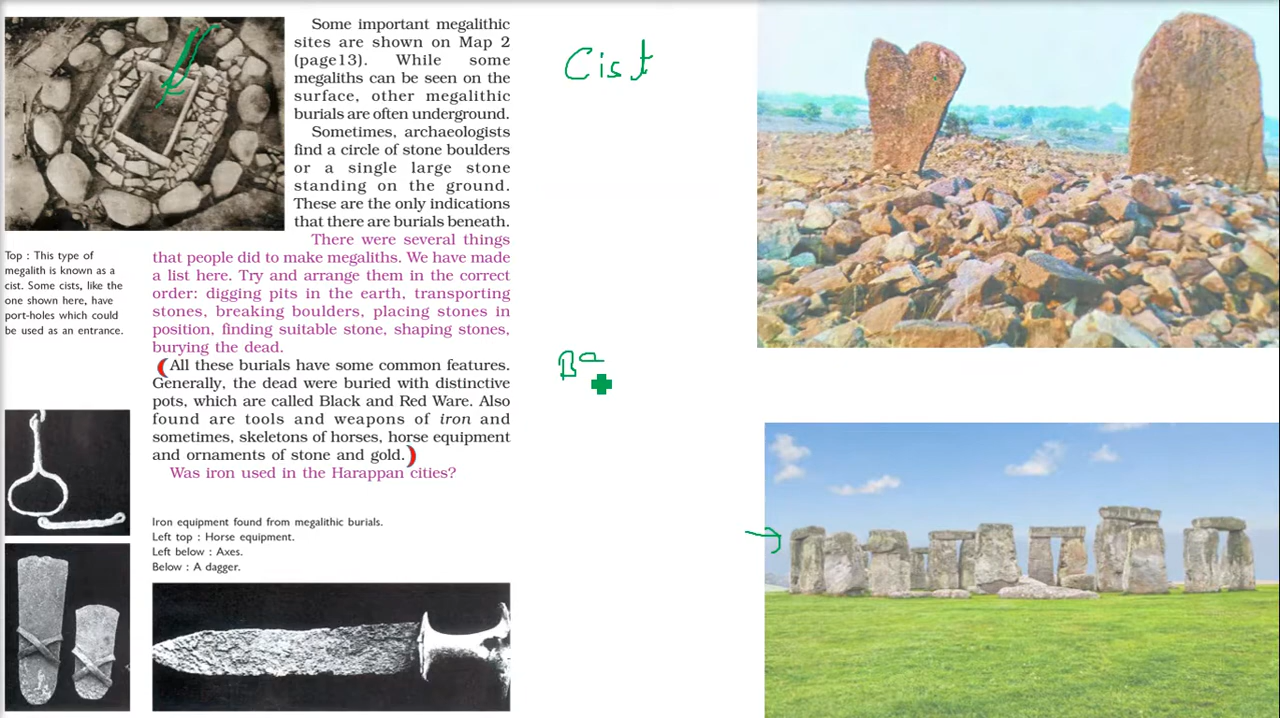 Some important megalithic
sites are shown on Map 2
(page13). While some
megaliths can be seen on the
surface, other megalithic
burials are often underground.
Sometimes, archaeologists
find a circle of stone boulders
or a single large stone
standing on the ground.
These are the only indications
that there are burials beneath.
There were several things
that people did to make megaliths. We have made
a list here. Try and arrange them in the correct
order: digging pits in the earth, transporting
stones, breaking boulders, placing stones in
position, finding suitable stone, shaping stones,
burying the dead.
(All these burials have some common features.
Generally, the dead were buried with distinctive
pots, which are called Black and Red Ware. Also
found are tools and weapons of iron and
sometimes, skeletons of horses, horse equipment
and ornaments of stone and gold.)
Was iron used in the Harappan cities?
Top : This type of
megalith is known as a
cist. Some cists, like the
one shown here, have
port-holes which could
be used as an entrance.
Iron equipment found from megalithic burials.
Left top : Horse equipment.
Left below : Axes.
Below : A dagger.
Cist
Ba